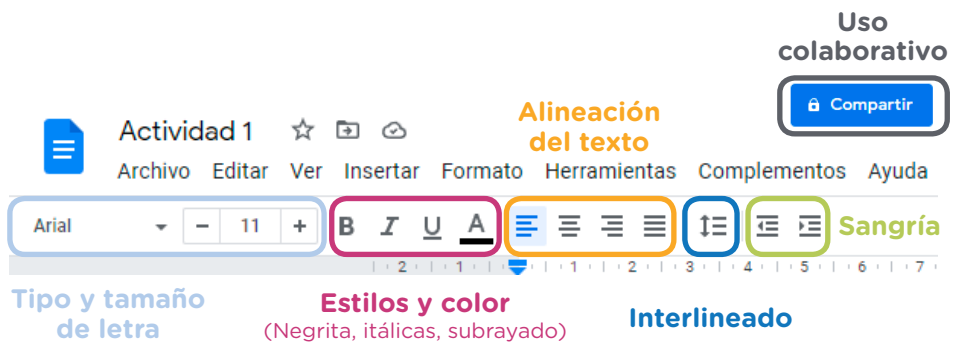 Uso
colaborativo
Compartir
Actividad 1
Alineación
del texto
Archivo Editar Ver Insertar Formato Herramientas Complementos Ayuda
Arial - 11 + B I U A
Sangría
2 1 1 2 3 4 5 6 7
Tipo y tamaño
de letra
Estilos y color
(Negrita, itálicas, subrayado)
Interlineado